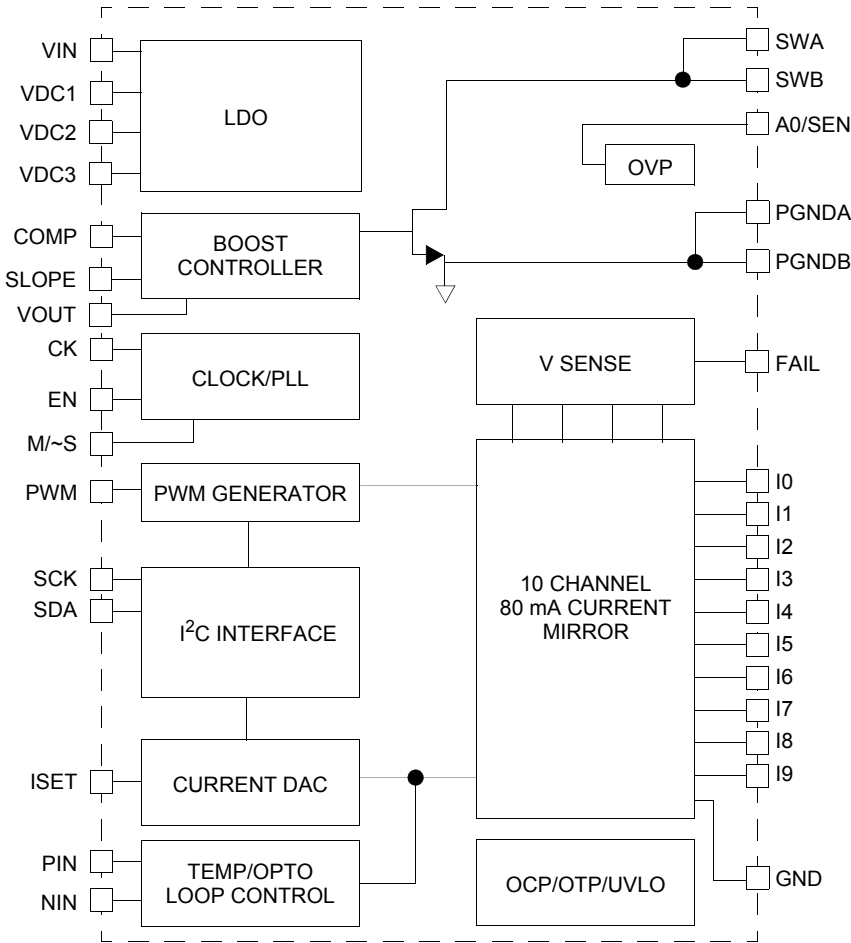 VIN
VDC1
VDC2
VDC3
LDO
SWA
SWB
A0/SEN
OVP
PGNDA
PGNDB
COMP
SLOPE
VOUT
BOOST
CONTROLLER
CK
EN
M/~S
CLOCK/PLL
V SENSE
FAIL
PWM
PWM GENERATOR
SCK
SDA
I²C INTERFACE
10 CHANNEL
80 mA CURRENT
MIRROR
I0
I1
I2
I3
I4
I5
I6
I7
I8
I9
ISET
CURRENT DAC
PIN
NIN
TEMP/OPTO
LOOP CONTROL
OCP/OTP/UVLO
GND